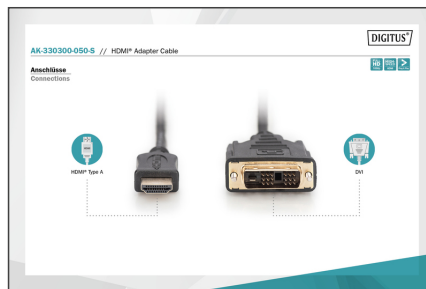 DIGITUS®
AK-330300-050-S // HDMI® Adapter Cable
Anschlüsse
Connections
HDMI® Type A
DVI